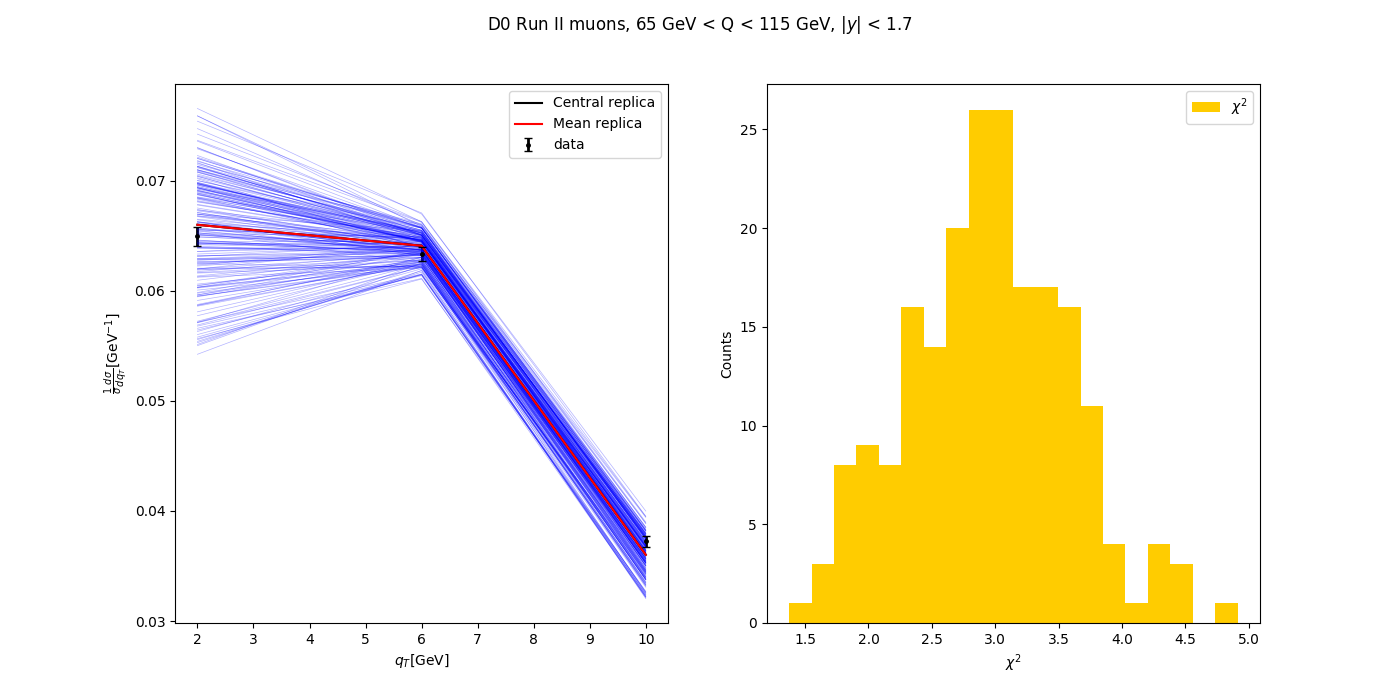 D0 Run II muons, 65 GeV < Q < 115 GeV, |y| < 1.7
Central replica
Mean replica
data
0.07
0.06
0.05
0.04
0.03
1/σ dσ/dq_T [GeV⁻¹]
2 3 4 5 6 7 8 9 10
q_T[GeV]
χ²
25
20
15
10
5
0
Counts
1.5 2.0 2.5 3.0 3.5 4.0 4.5 5.0
χ²